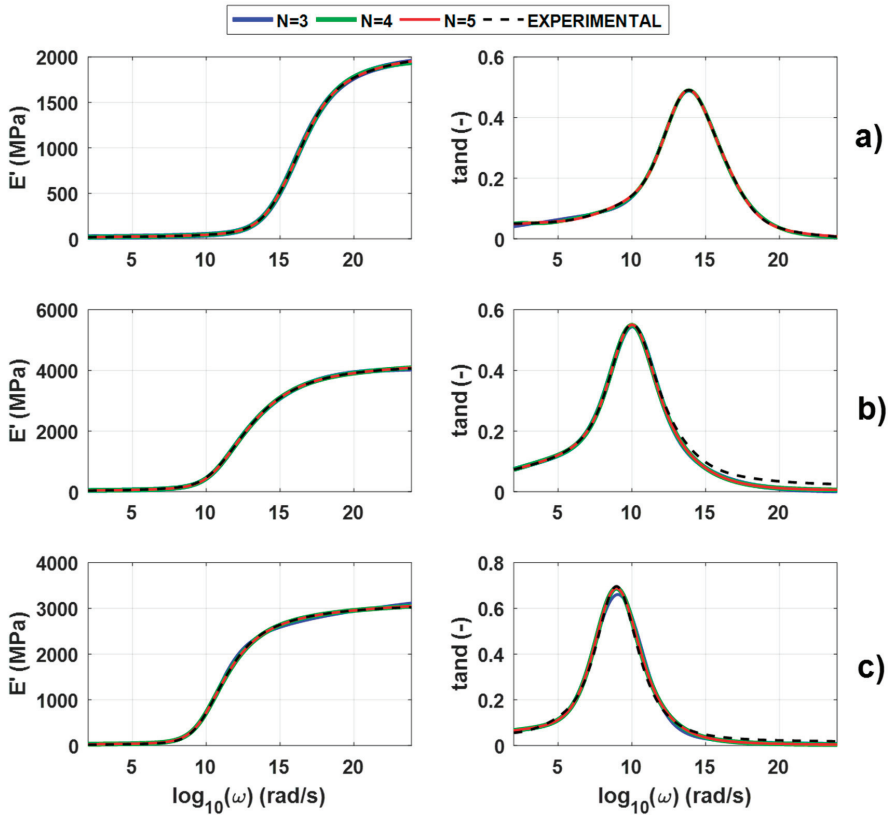 N=3 N=4 N=5 EXPERIMENTAL
2000
1500
1000
500
0
E' (MPa)
5 10 15 20
0.6
0.4
0.2
0
tand (-)
5 10 15 20
a)
6000
4000
2000
0
E' (MPa)
5 10 15 20
0.6
0.4
0.2
0
tand (-)
5 10 15 20
b)
4000
3000
2000
1000
0
E' (MPa)
5 10 15 20
log10(ω) (rad/s)
0.8
0.6
0.4
0.2
0
tand (-)
5 10 15 20
log10(ω) (rad/s)
c)